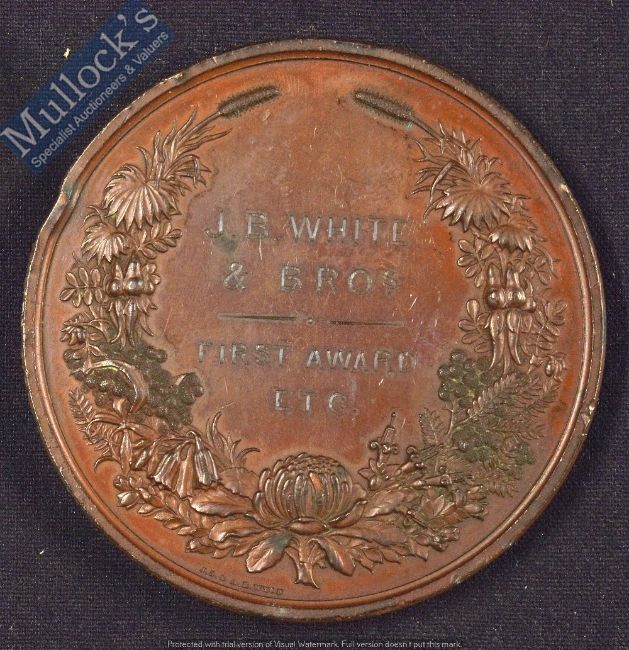 Mullock's
Specialist Auctioneers & Valuers
J.B. WHITE
& BROS
FIRST AWARD
ETC.
Protected with trial version of Visual Watermark. Full version doesn't put this mark.